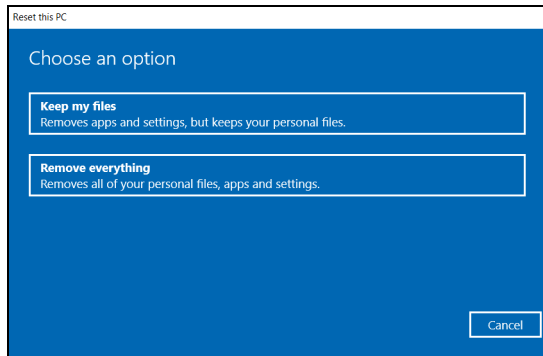 Reset this PC
Choose an option
Keep my files
Removes apps and settings, but keeps your personal files.
Remove everything
Removes all of your personal files, apps and settings.
Cancel